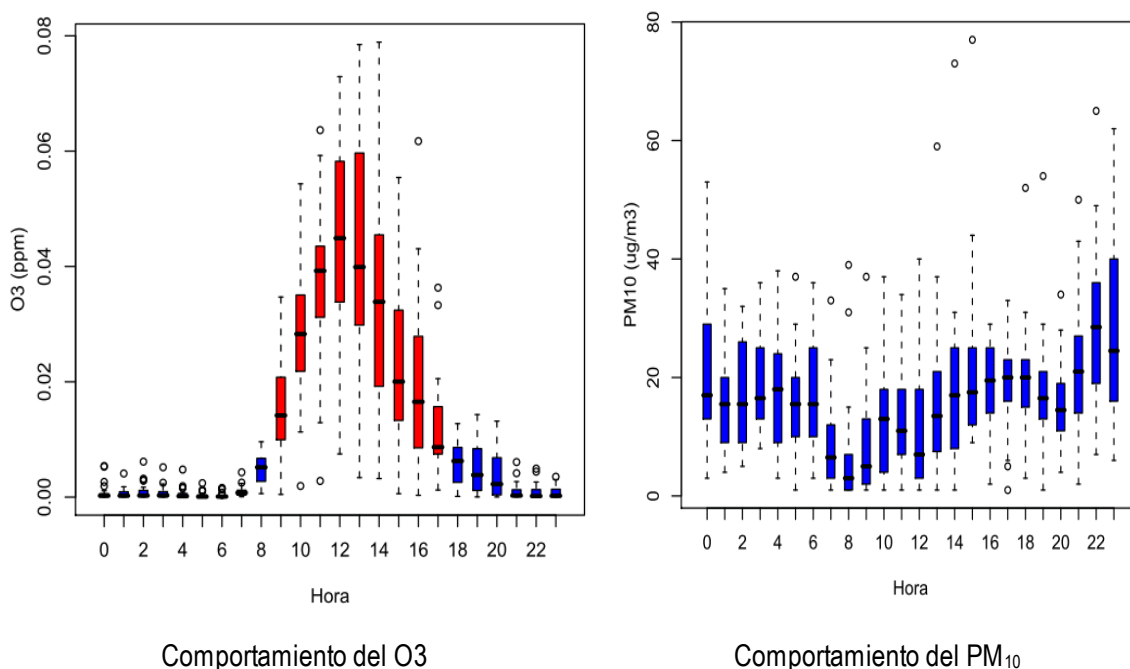 O3 (ppm)
0.08
0.06
0.04
0.02
0.00
0 2 4 6 8 10 12 14 16 18 20 22
Hora
Comportamiento del O3
PM10 (ug/m3)
80
60
40
20
0
0 2 4 6 8 10 12 14 16 18 20 22
Hora
Comportamiento del PM₁₀